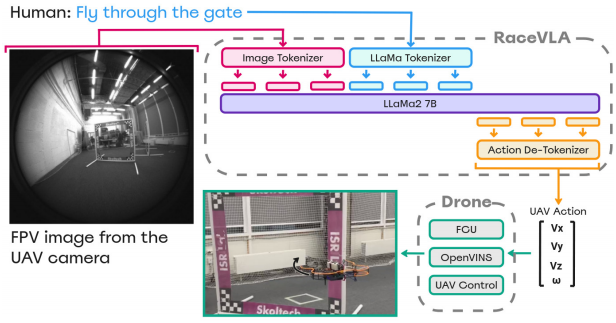 Human: Fly through the gate
RaceVLA
Image Tokenizer
LLaMa Tokenizer
LLaMa2 7B
Action De-Tokenizer
FPV image from the
UAV camera
Drone
FCU
OpenVINS
UAV Control
UAV Action
Vx
Vy
Vz
ω
Skoltech
ISR L
ISR L
Skoltech